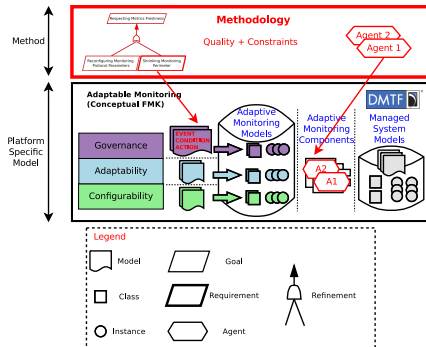 Method
Methodology
Quality + Constraints
Respecting Metrics Freshness
Reconfiguring Monitoring
Protocol Parameters
Shrinking Monitoring
Perimeter
Agent 2
Agent 1
Platform
Specific
Model
Adaptable Monitoring
(Conceptual FMK)
Governance
Adaptability
Configurability
EVENT
CONDITION
ACTION
Adaptive
Monitoring
Models
Adaptive
Monitoring
Components
A2
A1
DMTF
Managed
System
Models
Legend
Model
Goal
Class
Requirement
Refinement
Instance
Agent